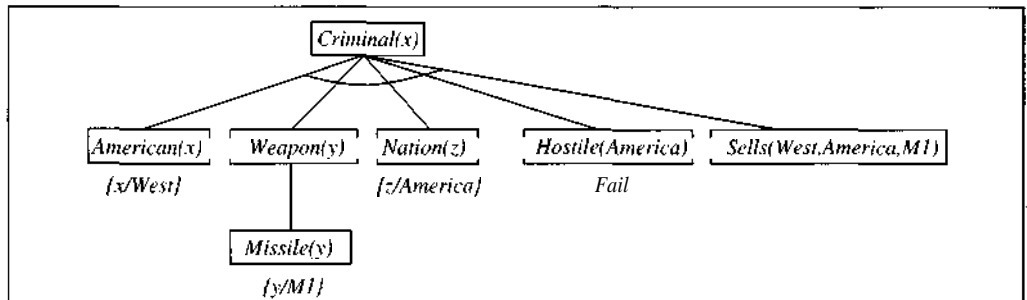 Criminal(x)
American(x) Weapon(y) Nation(z) Hostile(America) Sells(West,America,M1)
{x/West} {z/America} Fail
Missile(y)
{y/M1}